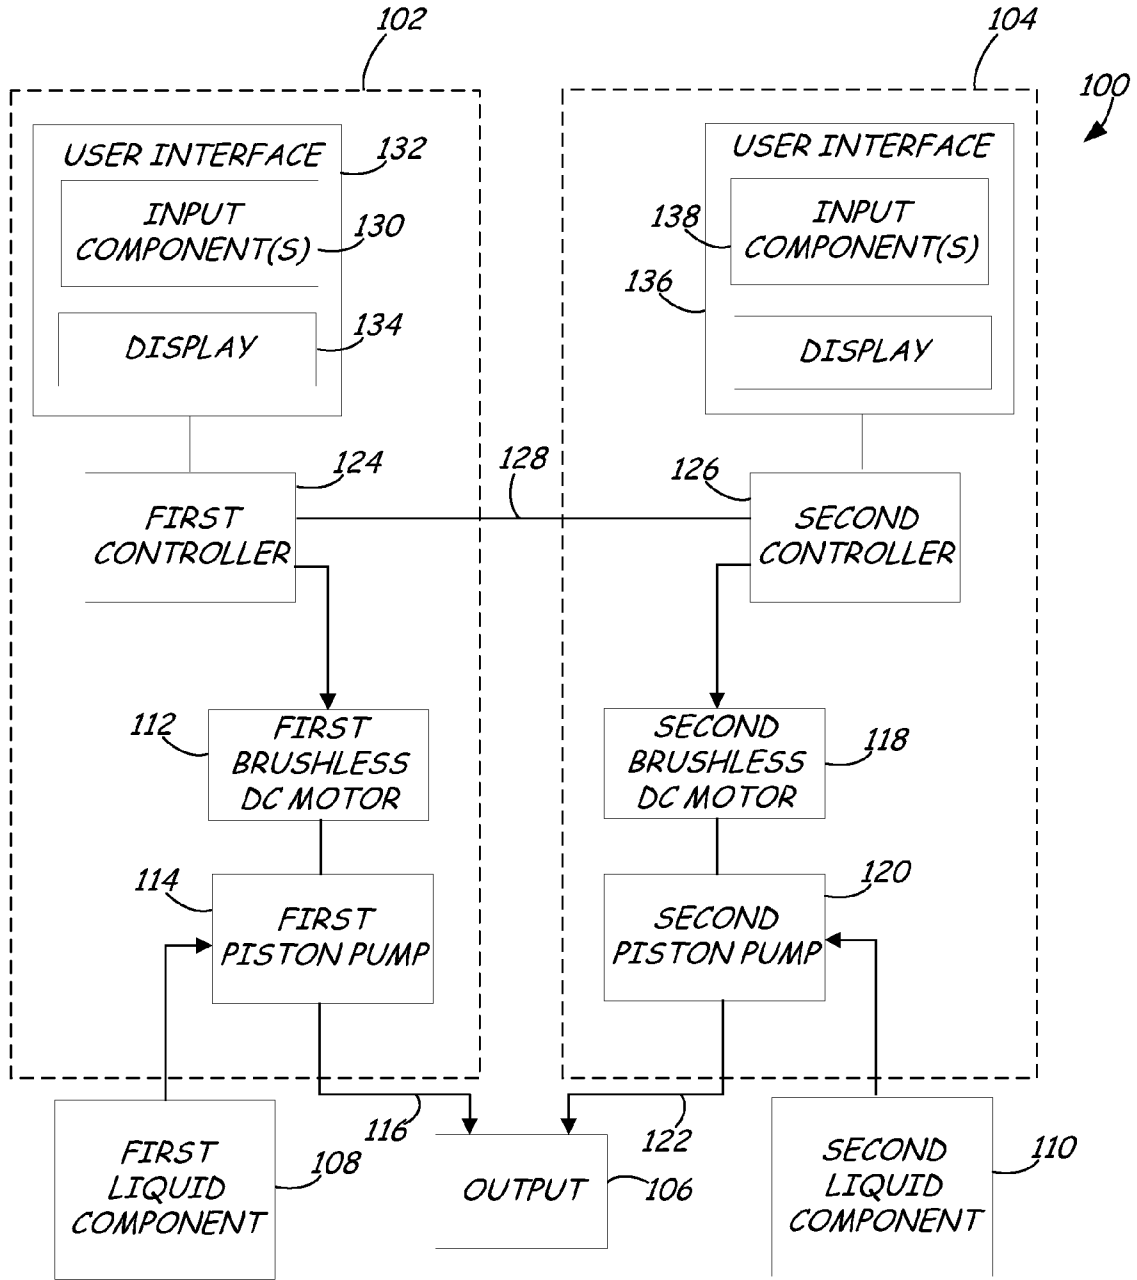 102
104
100
USER INTERFACE
132
INPUT
COMPONENT(S)
130
DISPLAY
134
USER INTERFACE
138
INPUT
COMPONENT(S)
136
DISPLAY
124
FIRST
CONTROLLER
128
126
SECOND
CONTROLLER
112
FIRST
BRUSHLESS
DC MOTOR
SECOND
BRUSHLESS
DC MOTOR
118
114
FIRST
PISTON PUMP
SECOND
PISTON PUMP
120
116
122
FIRST
LIQUID
COMPONENT
108
OUTPUT
106
SECOND
LIQUID
COMPONENT
110